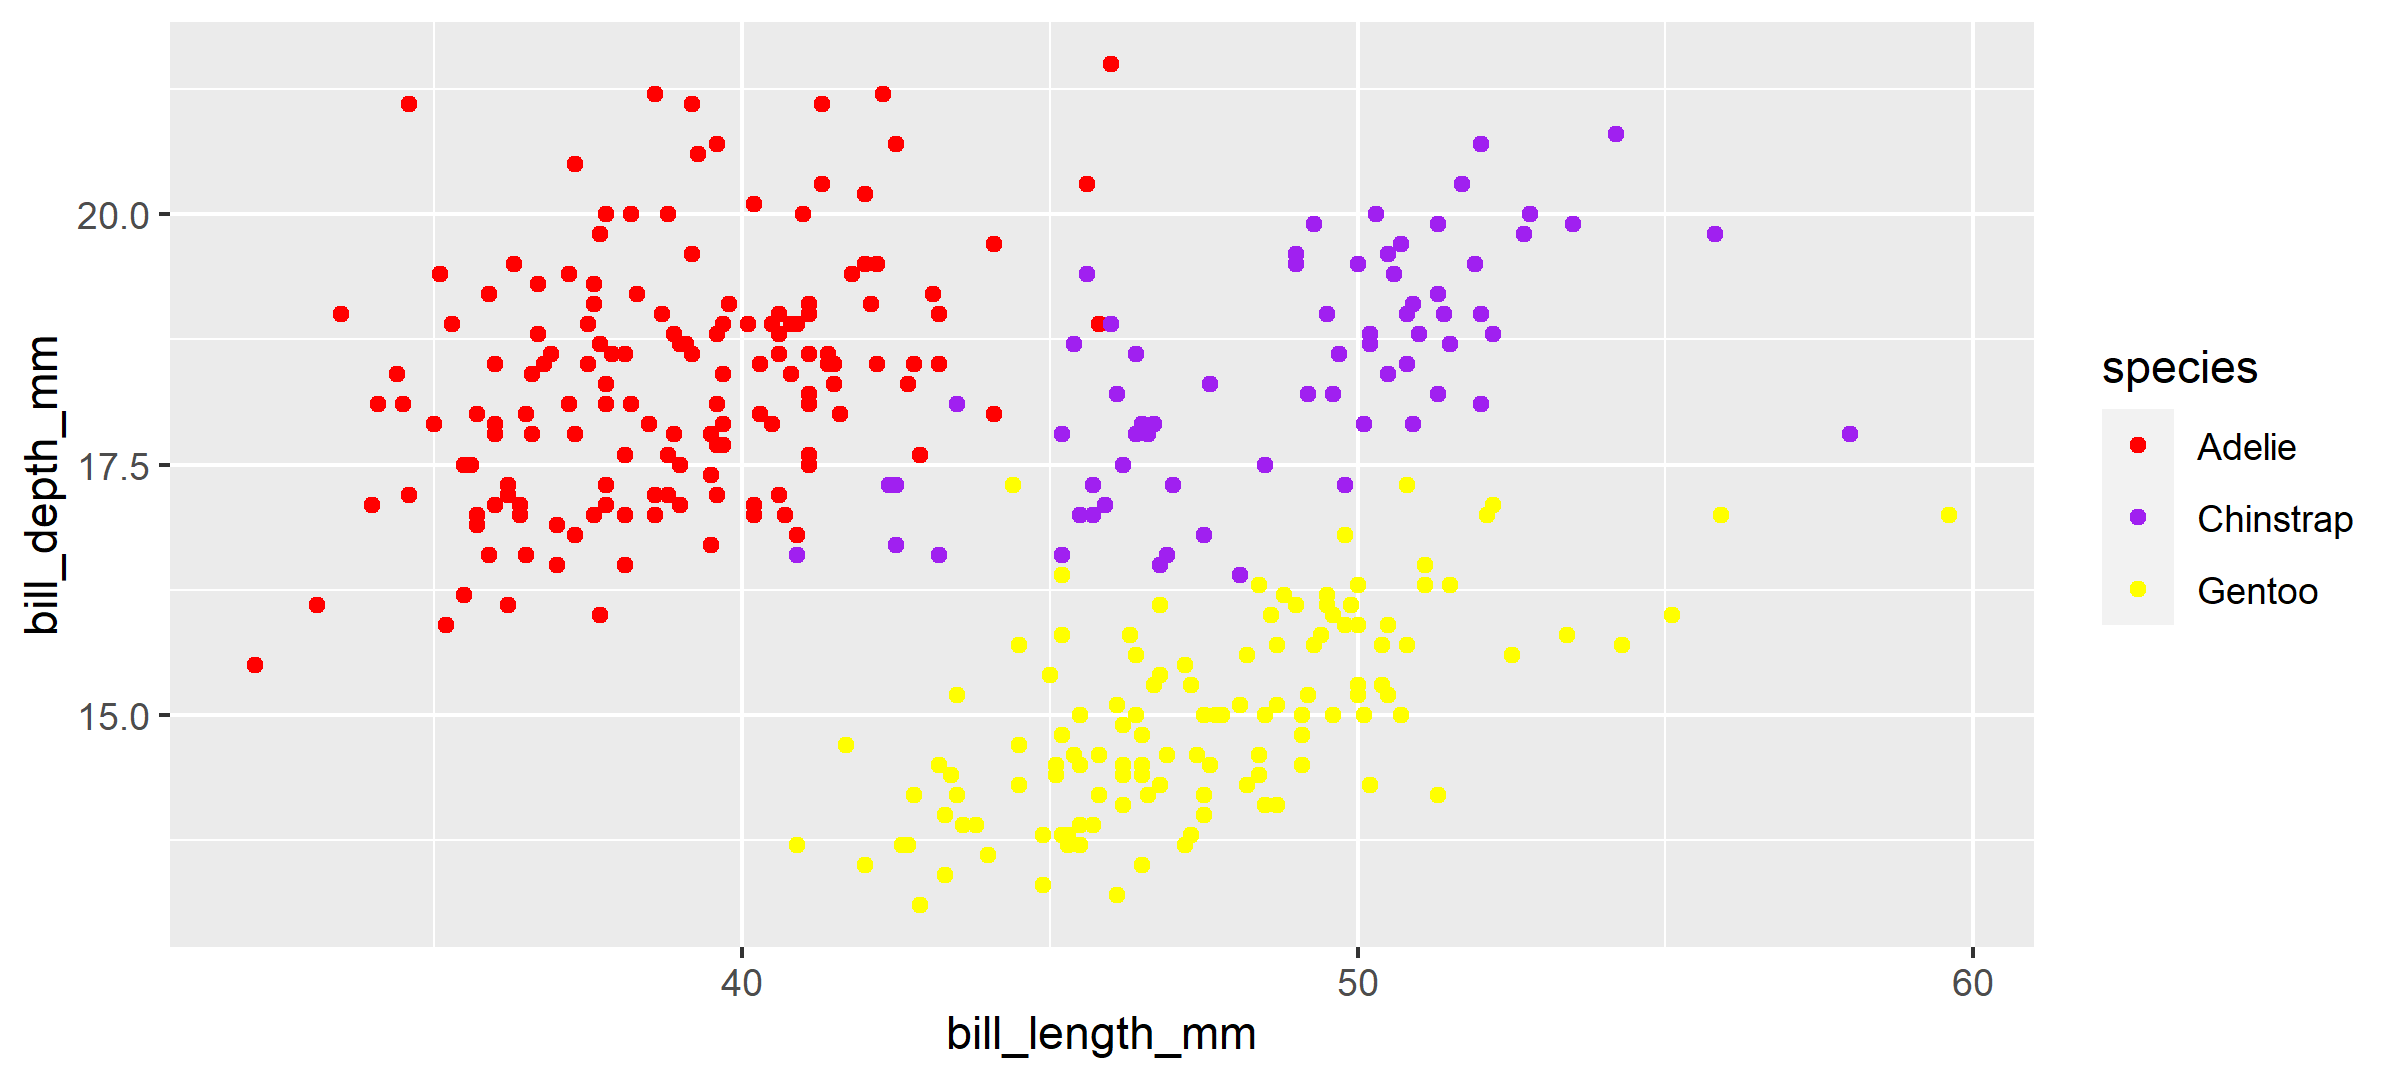 20.0
17.5
15.0
bill_depth_mm
40 50 60
bill_length_mm
species
Adelie
Chinstrap
Gentoo